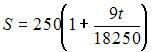 S = 250(1 + 9t/18250)